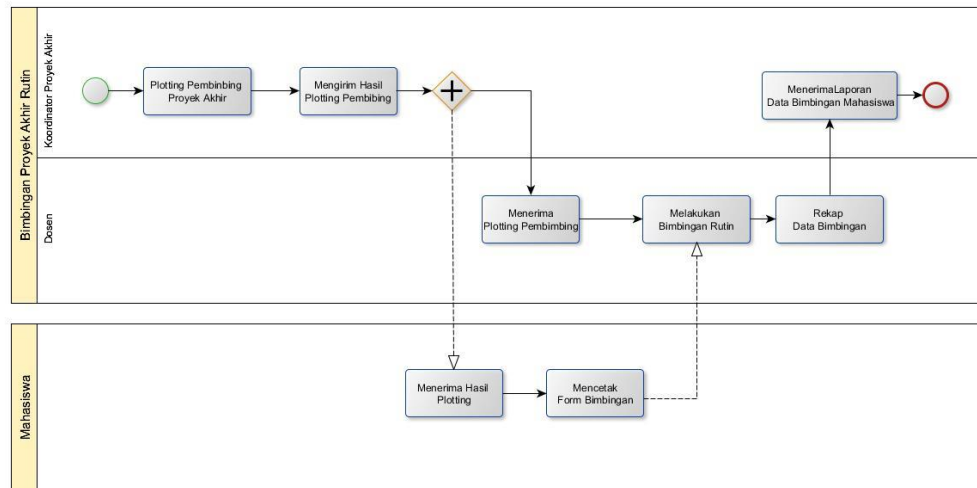 Bimbingan Proyek Akhir Rutin
Koordinator Proyek Akhir
Plotting Pembinbing
Proyek Akhir
Mengirim Hasil
Plotting Pembibing
MenerimaLaporan
Data Bimbingan Mahasiswa
Dosen
Menerima
Plotting Pembimbing
Melakukan
Bimbingan Rutin
Rekap
Data Bimbingan
Mahasiswa
Menerima Hasil
Plotting
Mencetak
Form Bimbingan